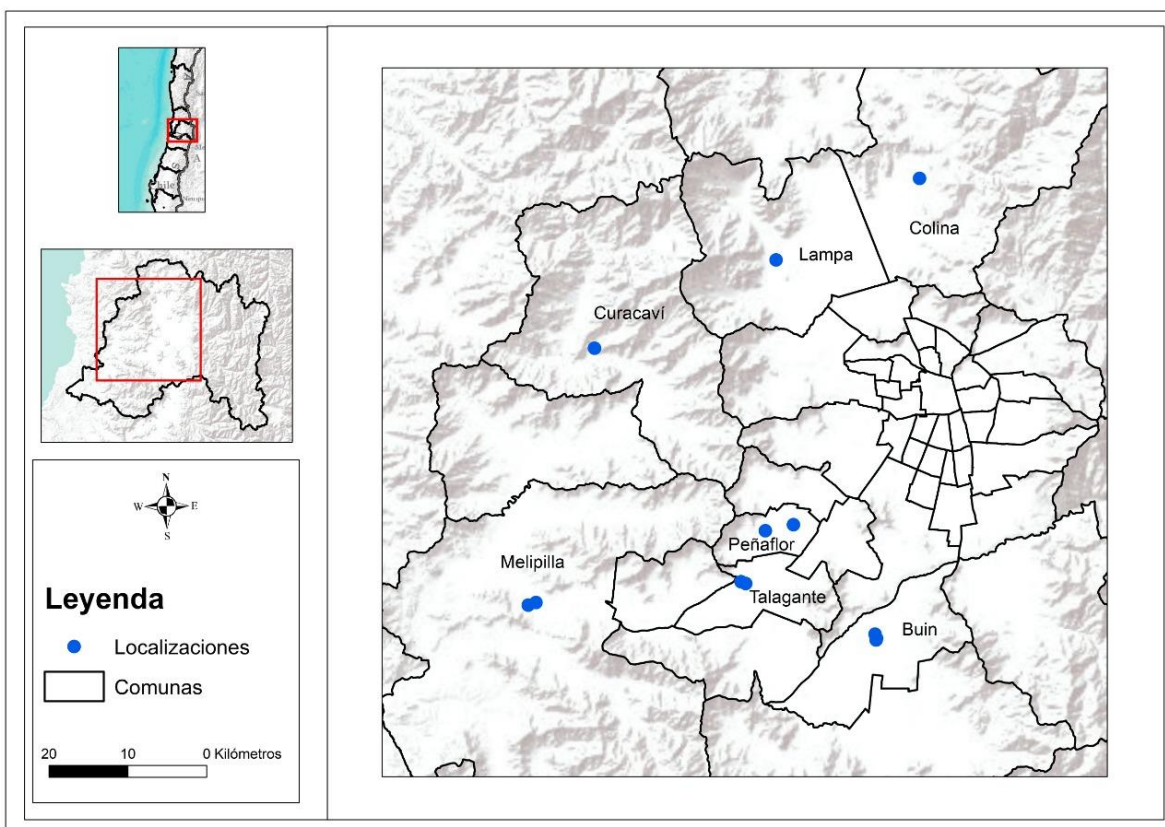 N
W E
S
Leyenda
Localizaciones
Comunas
20 10 0 Kilómetros
Colina
Lampa
Curacaví
Peñaflor
Melipilla
Talagante
Buin